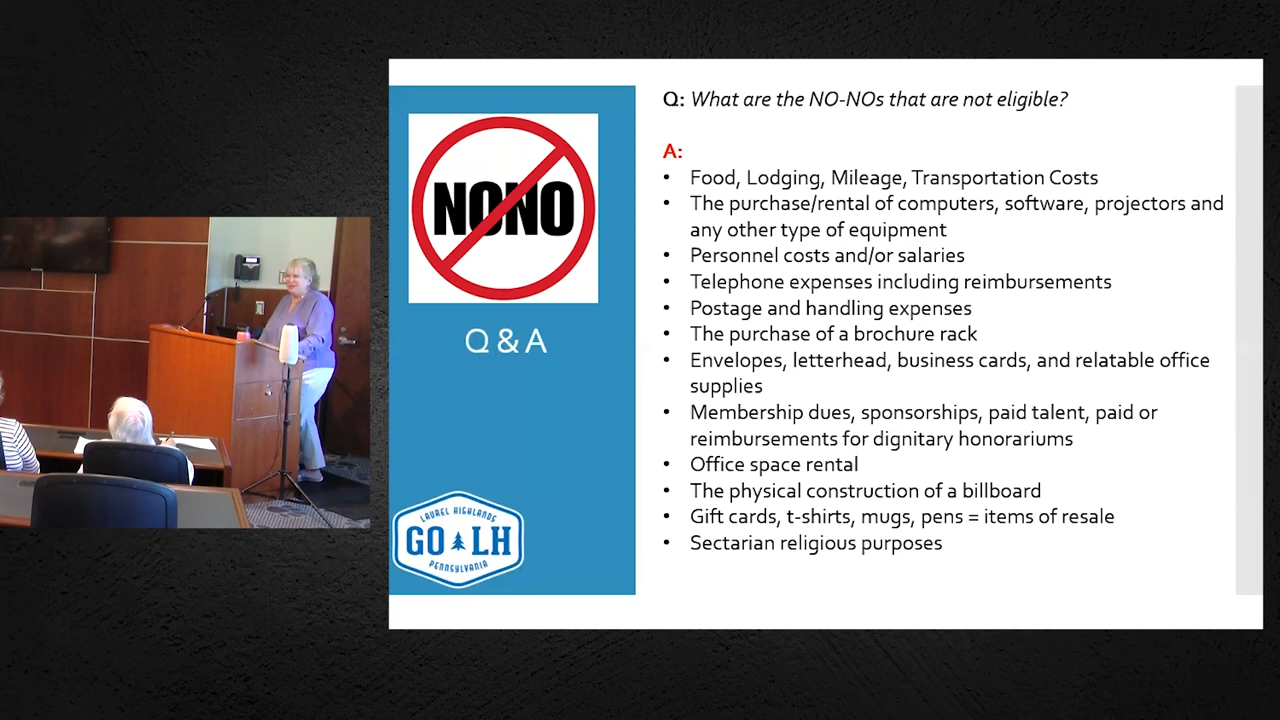 NONO
Q & A
LAUREL HIGHLANDS
GO LH
PENNSYLVANIA
Q: What are the NO-NOs that are not eligible?
A:
• Food, Lodging, Mileage, Transportation Costs
• The purchase/rental of computers, software, projectors and
any other type of equipment
• Personnel costs and/or salaries
• Telephone expenses including reimbursements
• Postage and handling expenses
• The purchase of a brochure rack
• Envelopes, letterhead, business cards, and relatable office
supplies
• Membership dues, sponsorships, paid talent, paid or
reimbursements for dignitary honorariums
• Office space rental
• The physical construction of a billboard
• Gift cards, t-shirts, mugs, pens = items of resale
• Sectarian religious purposes